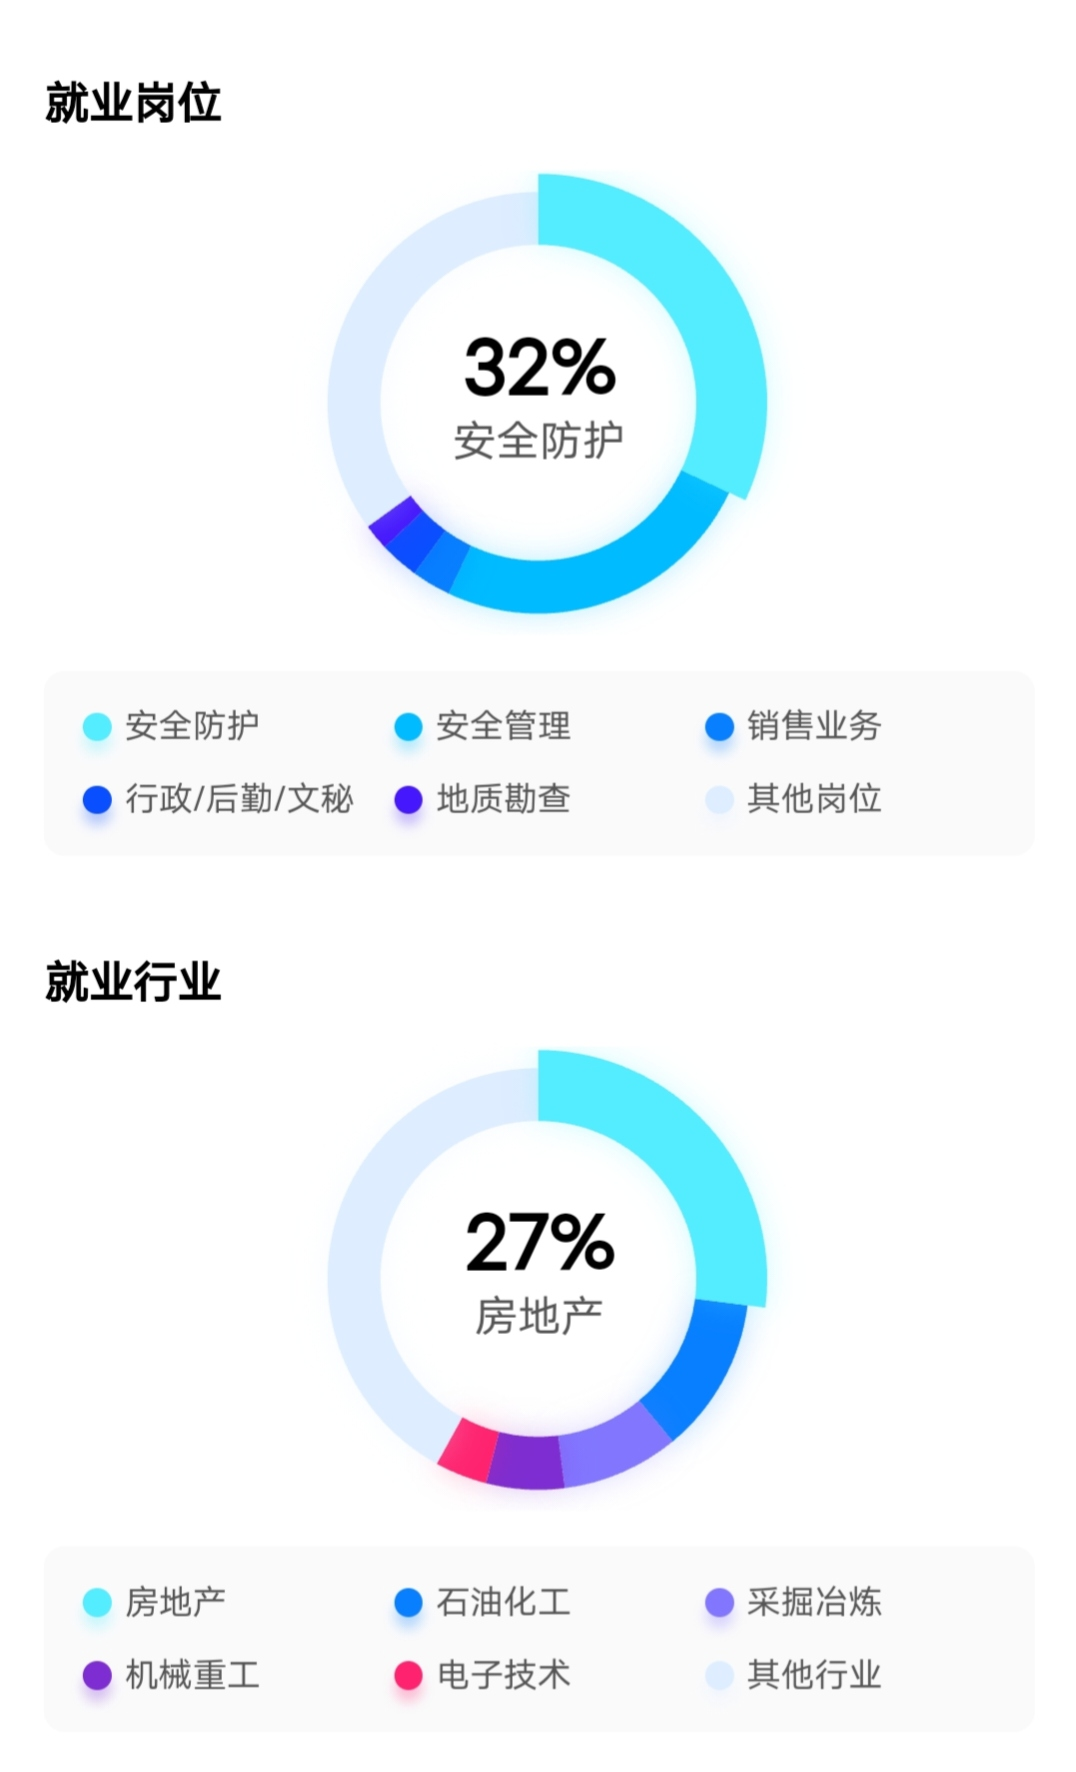 就业岗位
32%
安全防护
安全防护 安全管理 销售业务
行政/后勤/文秘 地质勘查 其他岗位
就业行业
27%
房地产
房地产 石油化工 采掘冶炼
机械重工 电子技术 其他行业